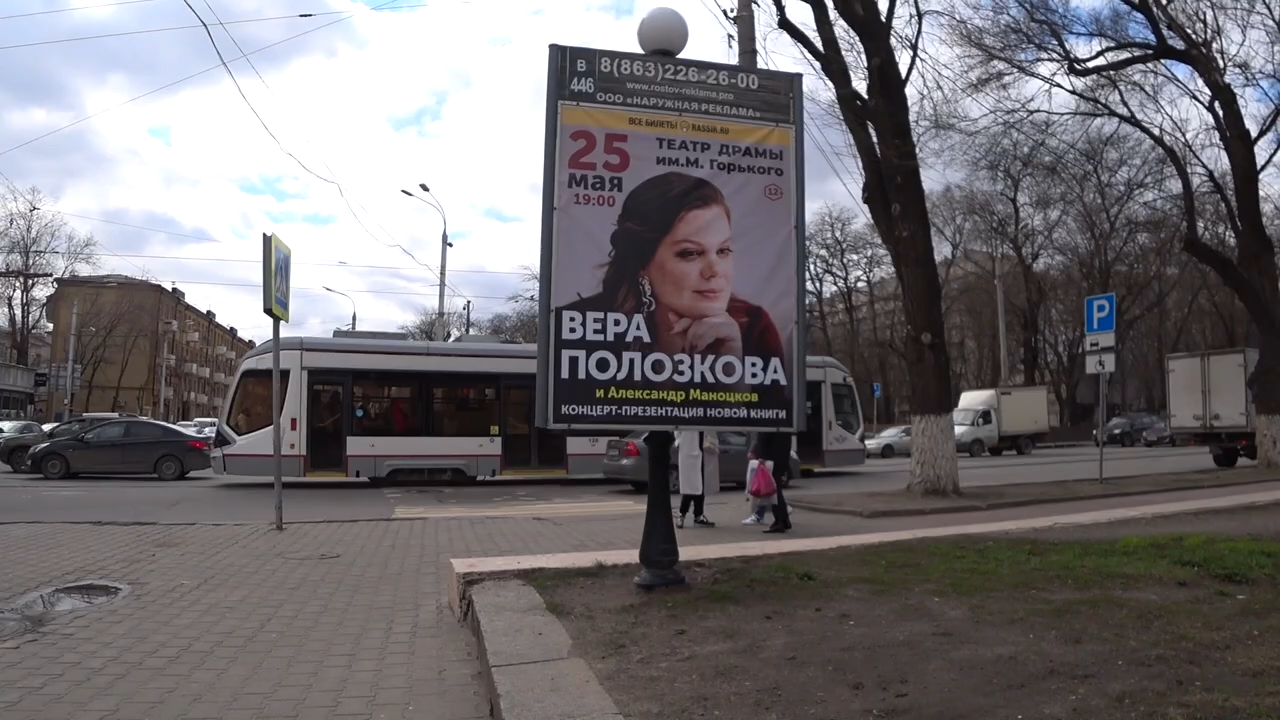 В 8(863)226-26-00
446 www.rostov-reklama.pro
ООО «НАРУЖНАЯ РЕКЛАМА»
ВСЕ БИЛЕТЫ KASSIR.RU
25 ТЕАТР ДРАМЫ
мая им.М. Горького
19:00 12+
ВЕРА
ПОЛОЗКОВА
и Александр Маноцков
КОНЦЕРТ-ПРЕЗЕНТАЦИЯ НОВОЙ КНИГИ
P